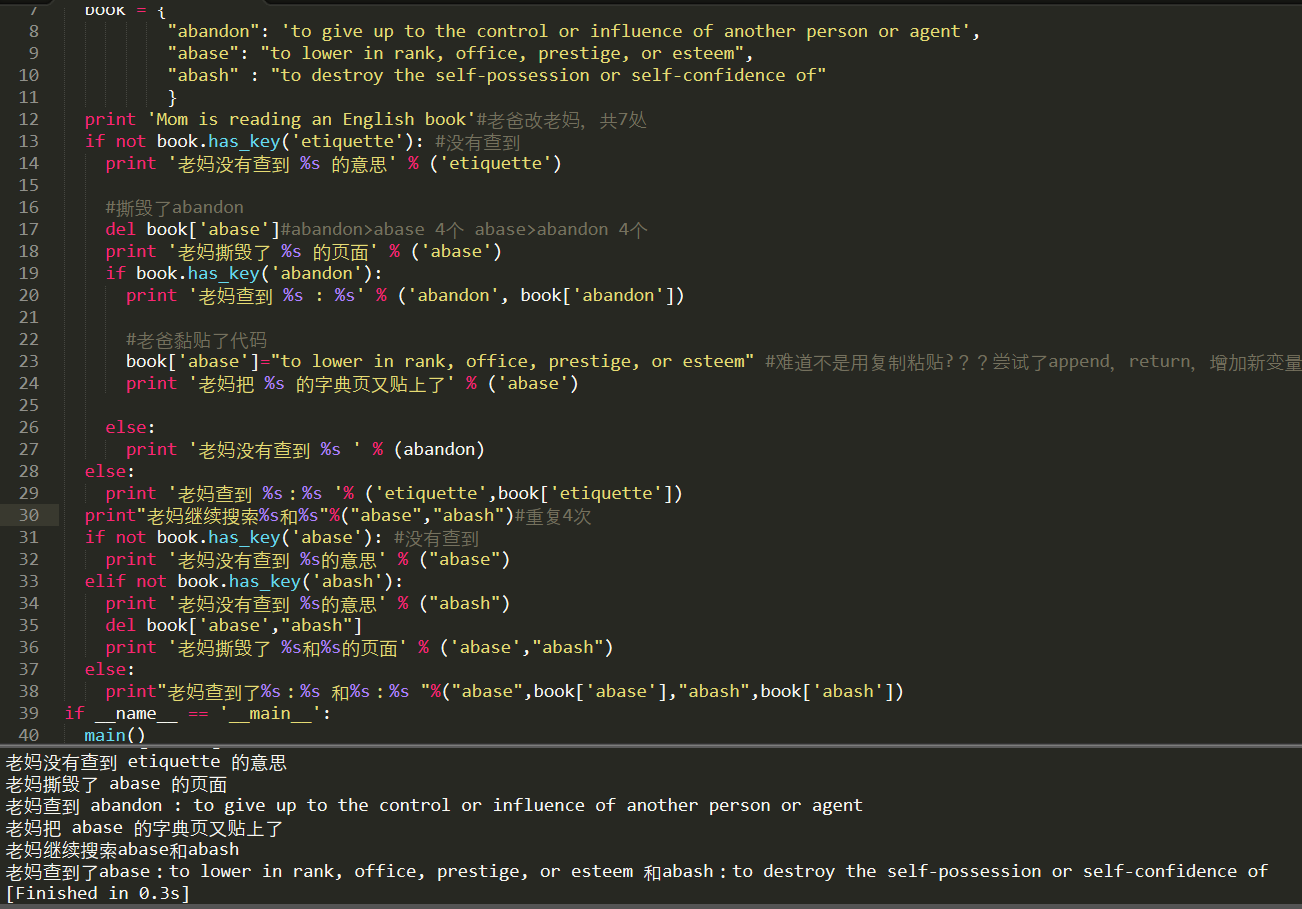 7 book = {
8 "abandon": 'to give up to the control or influence of another person or agent',
9 "abase": "to lower in rank, office, prestige, or esteem",
10 "abash" : "to destroy the self-possession or self-confidence of"
11 }
12 print 'Mom is reading an English book'#老爸改老妈, 共7处
13 if not book.has_key('etiquette'): #没有查到
14 print '老妈没有查到 %s 的意思' % ('etiquette')
15
16 #撕毁了abandon
17 del book['abase']#abandon>abase 4个 abase>abandon 4个
18 print '老妈撕毁了 %s 的页面' % ('abase')
19 if book.has_key('abandon'):
20 print '老妈查到 %s : %s' % ('abandon', book['abandon'])
21
22 #老爸黏贴了代码
23 book['abase']="to lower in rank, office, prestige, or esteem" #难道不是用复制粘贴???尝试了append, return, 增加新变量
24 print '老妈把 %s 的字典页又贴上了' % ('abase')
25
26 else:
27 print '老妈没有查到 %s ' % (abandon)
28 else:
29 print '老妈查到 %s：%s '% ('etiquette',book['etiquette'])
30 print"老妈继续搜索%s和%s"%("abase","abash")#重复4次
31 if not book.has_key('abase'): #没有查到
32 print '老妈没有查到 %s的意思' % ("abase")
33 elif not book.has_key('abash'):
34 print '老妈没有查到 %s的意思' % ("abash")
35 del book['abase',"abash"]
36 print '老妈撕毁了 %s和%s的页面' % ('abase',"abash")
37 else:
38 print"老妈查到了%s：%s 和%s：%s "%("abase",book['abase'],"abash",book['abash'])
39 if __name__ == '__main__':
40 main()
老妈没有查到 etiquette 的意思
老妈撕毁了 abase 的页面
老妈查到 abandon : to give up to the control or influence of another person or agent
老妈把 abase 的字典页又贴上了
老妈继续搜索abase和abash
老妈查到了abase：to lower in rank, office, prestige, or esteem 和abash：to destroy the self-possession or self-confidence of
[Finished in 0.3s]